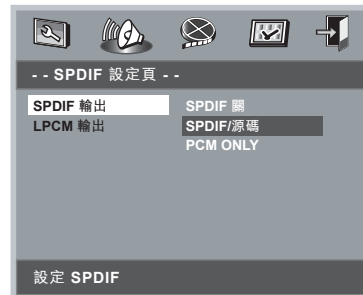 - - SPDIF 設定頁 - -
SPDIF 輸出
SPDIF 關
LPCM 輸出
SPDIF/源碼
PCM ONLY
設定 SPDIF